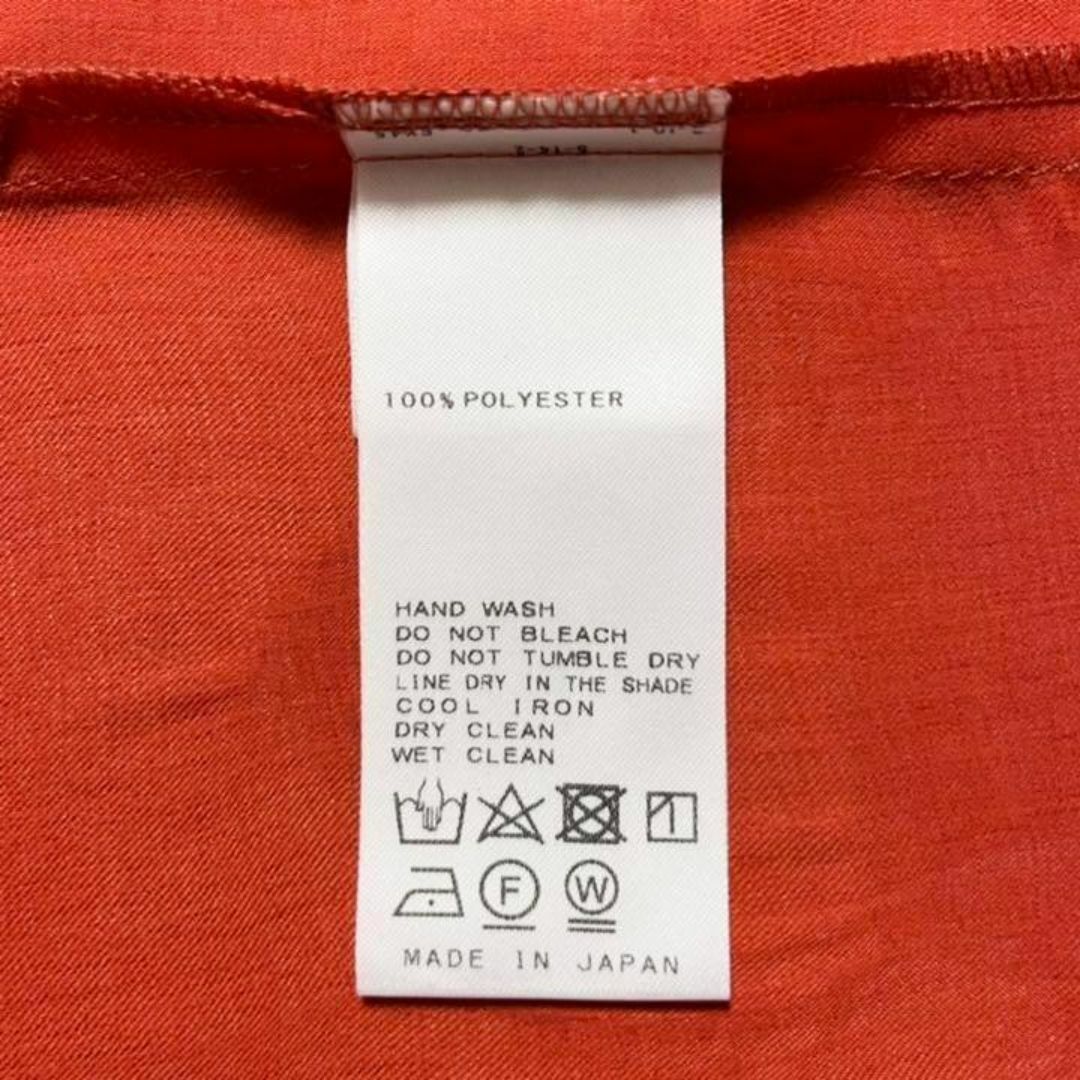 100% POLYESTER
HAND WASH
DO NOT BLEACH
DO NOT TUMBLE DRY
LINE DRY IN THE SHADE
COOL IRON
DRY CLEAN
WET CLEAN
F W
MADE IN JAPAN